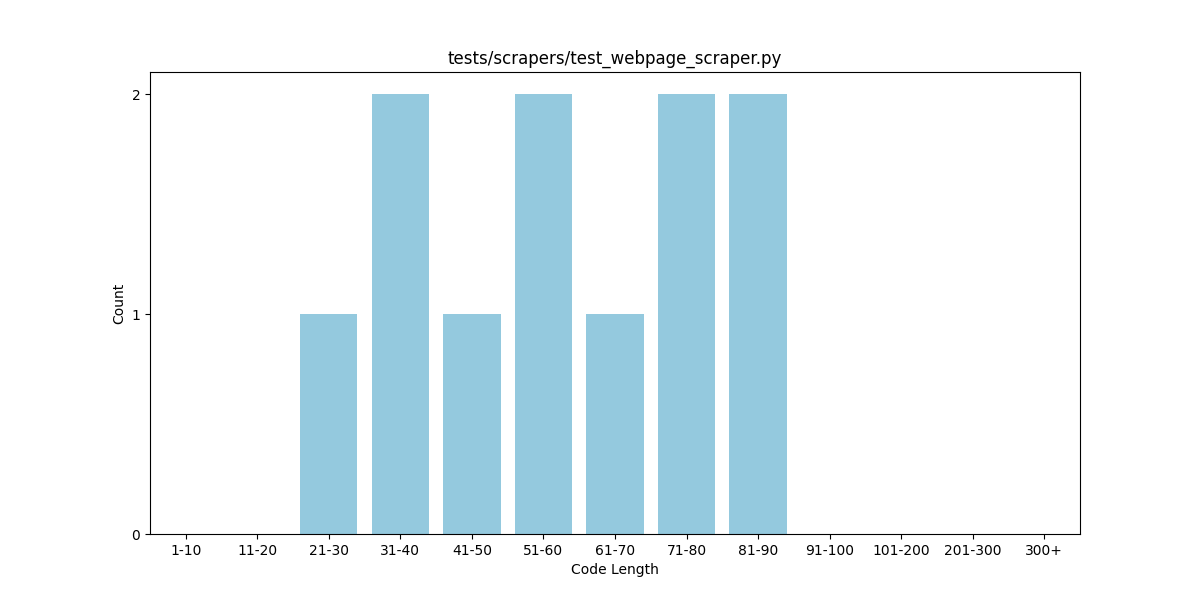 tests/scrapers/test_webpage_scraper.py
2
1
0
Count
1-10 11-20 21-30 31-40 41-50 51-60 61-70 71-80 81-90 91-100 101-200 201-300 300+
Code Length